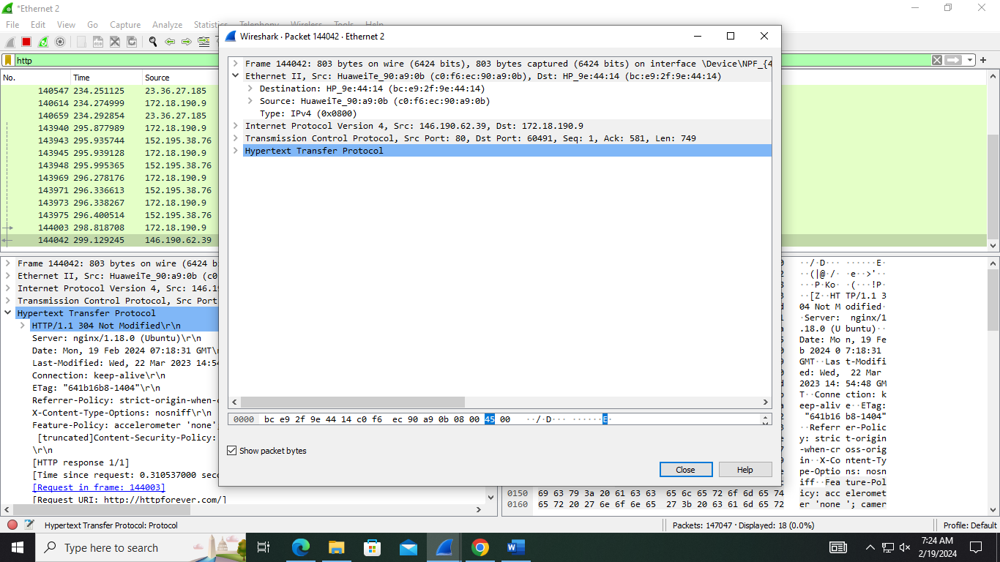 *Ethernet 2
File Edit View Go Capture Analyze Statistics Telephony Wireless Tools Help
http
No. Time Source
140547 234.251125 23.36.27.185
140614 234.274999 172.18.190.9
140659 234.292854 23.36.27.185
143940 295.877989 172.18.190.9
143943 295.935744 152.195.38.76
143945 295.939128 172.18.190.9
143948 295.995365 152.195.38.76
143969 296.278176 172.18.190.9
143971 296.336613 152.195.38.76
143973 296.338267 172.18.190.9
143975 296.400514 152.195.38.76
144003 298.818708 172.18.190.9
144042 299.129245 146.190.62.39
Frame 144042: 803 bytes on wire (6424 b
Ethernet II, Src: HuaweiTe_90:a9:0b (c0
Internet Protocol Version 4, Src: 146.1
Transmission Control Protocol, Src Port
Hypertext Transfer Protocol
HTTP/1.1 304 Not Modified\r\n
Server: nginx/1.18.0 (Ubuntu)\r\n
Date: Mon, 19 Feb 2024 07:18:31 GMT\
Last-Modified: Wed, 22 Mar 2023 14:54
Connection: keep-alive\r\n
ETag: "641b16b8-1404"\r\n
Referrer-Policy: strict-origin-when-
X-Content-Type-Options: nosniff\r\n
Feature-Policy: accelerometer 'none'
[truncated]Content-Security-Policy:
\r\n
[HTTP response 1/1]
[Time since request: 0.310537000 seco
[Request in frame: 144003]
[Request URI: http://httpforever.com/]
Wireshark · Packet 144042 · Ethernet 2
Frame 144042: 803 bytes on wire (6424 bits), 803 bytes captured (6424 bits) on interface \Device\NPF_{4
Ethernet II, Src: HuaweiTe_90:a9:0b (c0:f6:ec:90:a9:0b), Dst: HP_9e:44:14 (bc:e9:2f:9e:44:14)
Destination: HP_9e:44:14 (bc:e9:2f:9e:44:14)
Source: HuaweiTe_90:a9:0b (c0:f6:ec:90:a9:0b)
Type: IPv4 (0x0800)
Internet Protocol Version 4, Src: 146.190.62.39, Dst: 172.18.190.9
Transmission Control Protocol, Src Port: 80, Dst Port: 60491, Seq: 1, Ack: 581, Len: 749
Hypertext Transfer Protocol
0000 bc e9 2f 9e 44 14 c0 f6 ec 90 a9 0b 08 00 45 00 ··/·D··· ······E·
Show packet bytes
Close Help
··/·D··· ······E·
··(|@·/· ·e·>'··
···P·Ko· ·(···!P·
··[Z··HT TP/1.1 3
04 Not M odified·
·Server: nginx/1
.18.0 (U buntu)··
Date: Mo n, 19 Fe
b 2024 0 7:18:31
GMT··Las t-Modifi
ed: Wed, 22 Mar
2023 14: 54:48 GM
T··Conne ction: k
eep-aliv e··ETag:
"641b16 b8-1404"
··Referr er-Polic
y: stric t-origin
-when-cr oss-orig
in··X-Co ntent-Ty
pe-Optio ns: nosn
iff··Fea ture-Pol
0150 69 63 79 3a 20 61 63 63 65 6c 65 72 6f 6d 65 74 icy: acc eleromet
0160 65 72 20 27 6e 6f 6e 65 27 3b 20 63 61 6d 65 72 er 'none '; camer
Hypertext Transfer Protocol: Protocol
Packets: 147047 · Displayed: 18 (0.0%)
Profile: Default
Type here to search
7:24 AM
2/19/2024